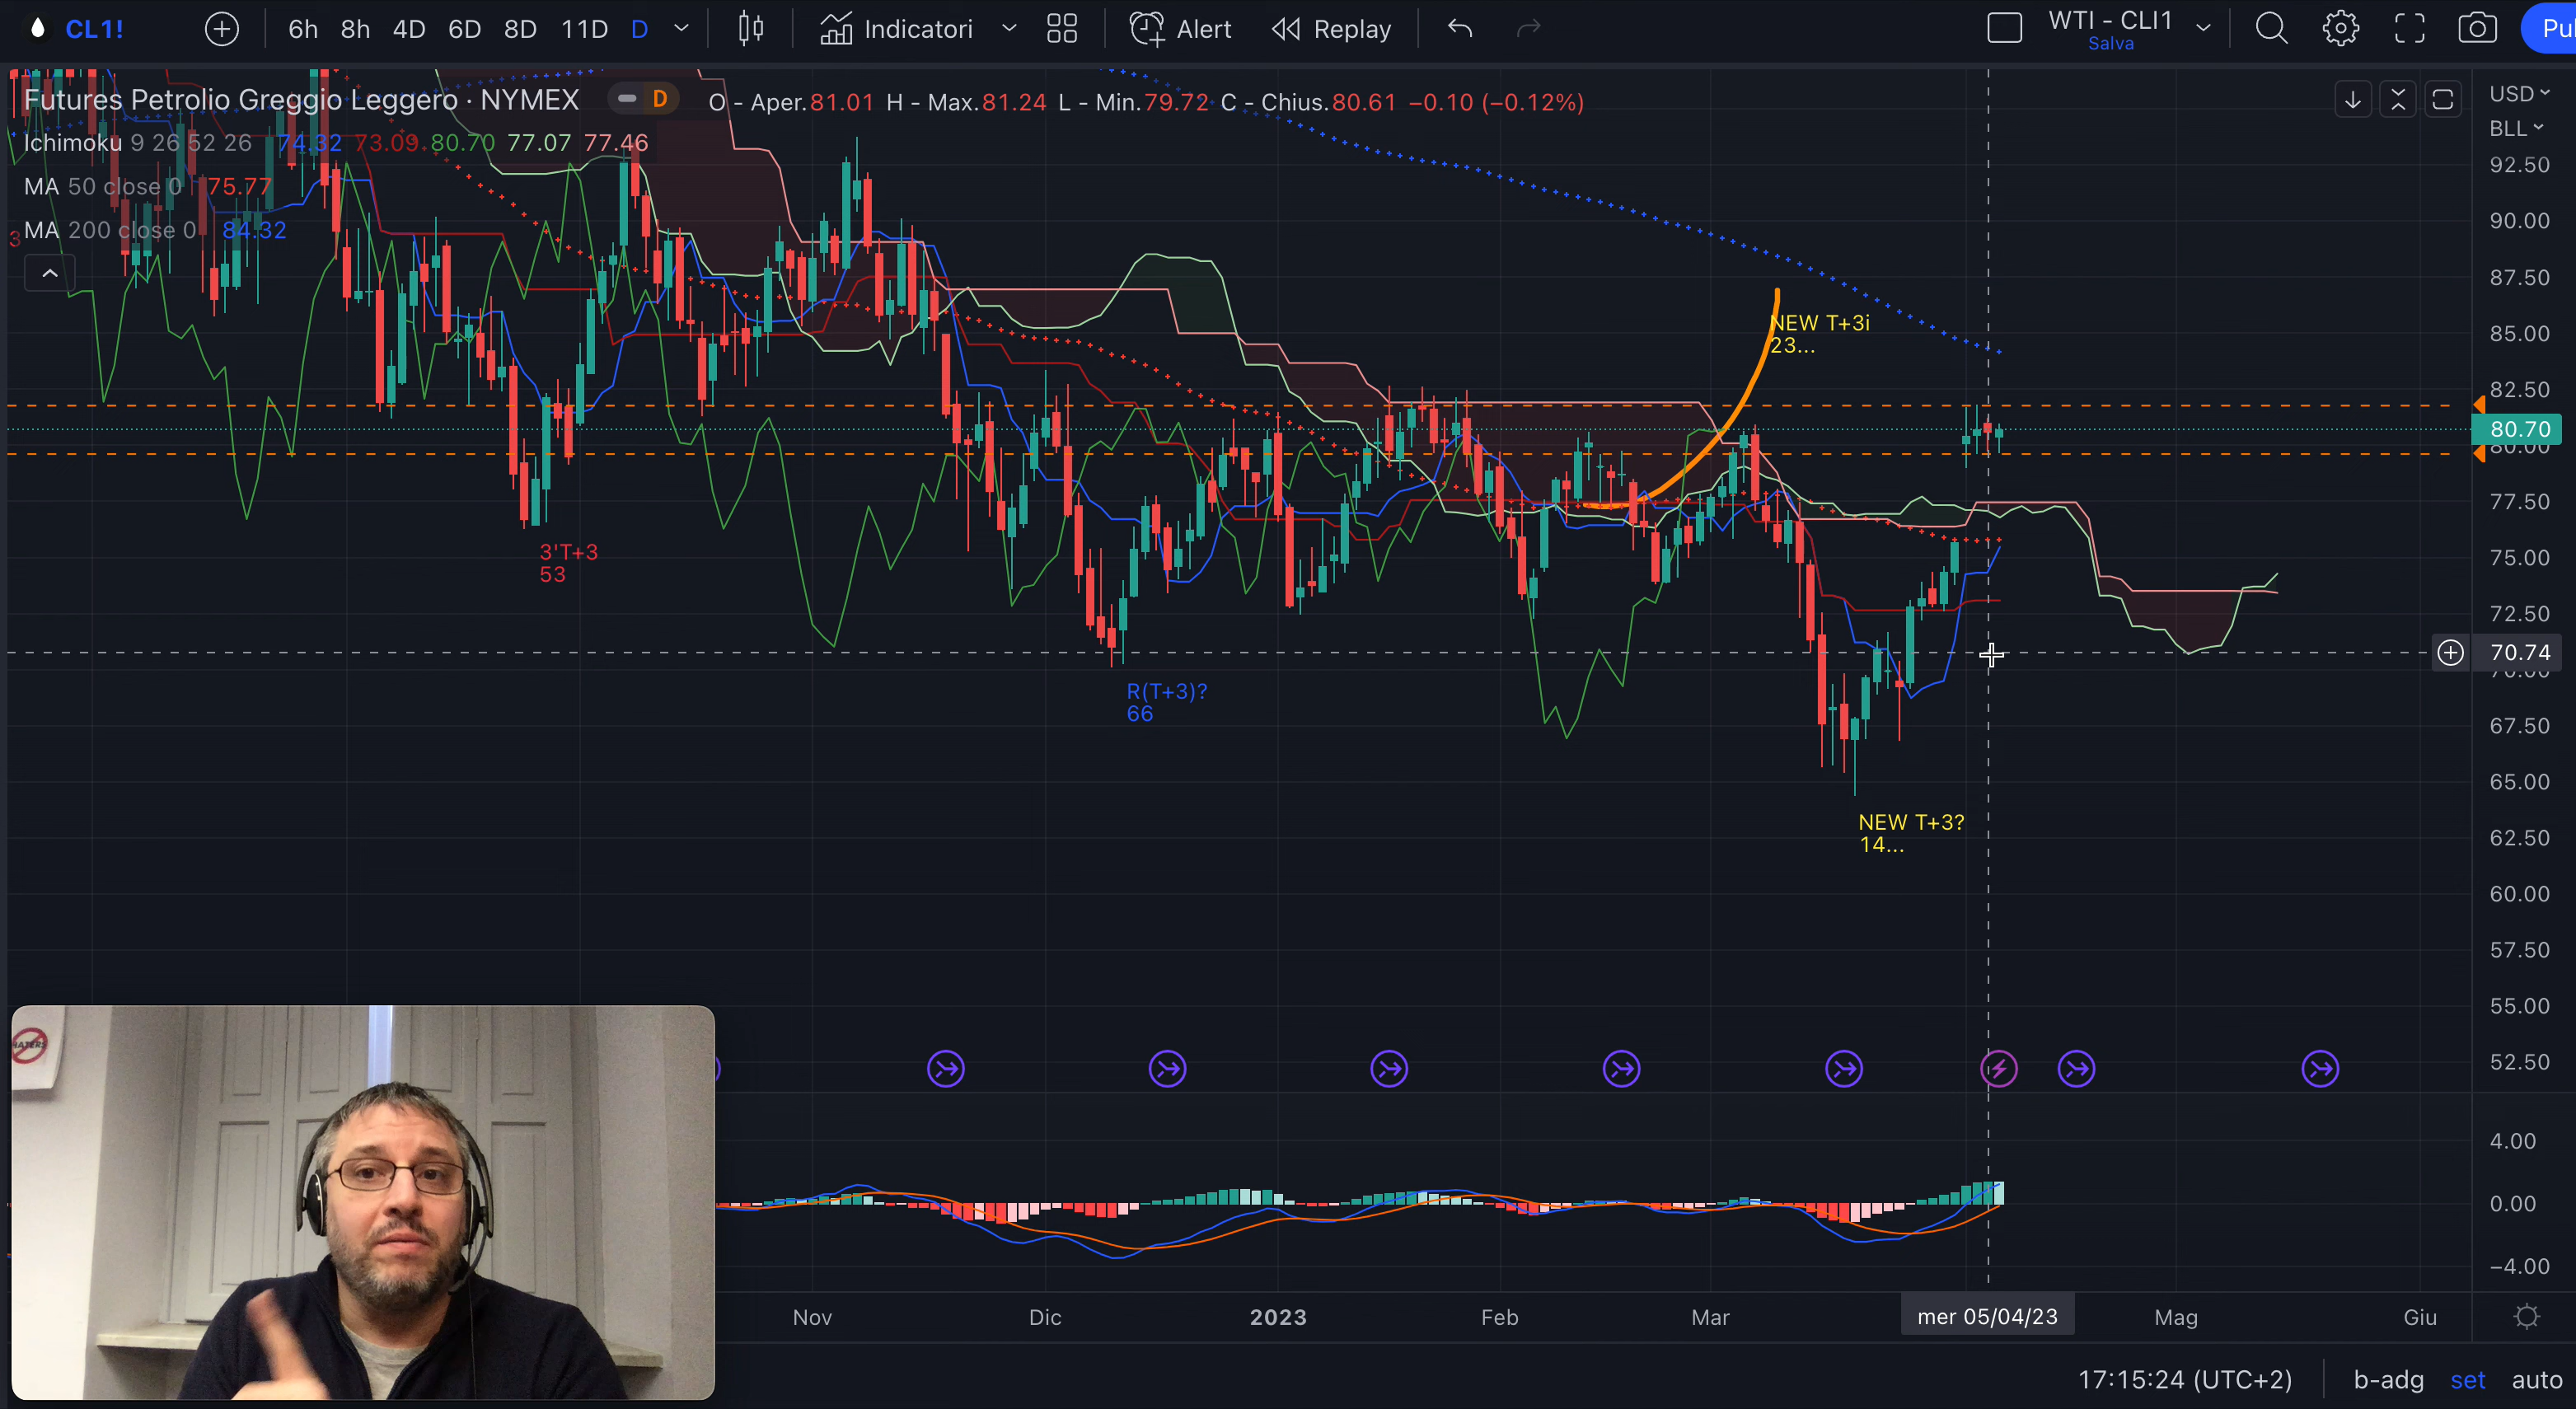 CL1!
6h 8h 4D 6D 8D 11D D
Indicatori
Alert
Replay
WTI - CLI1
Salva
Futures Petrolio Greggio Leggero · NYMEX
D
O - Aper.81.01 H - Max.81.24 L - Min.79.72 C - Chius.80.61 −0.10 (−0.12%)
Ichimoku 9 26 52 26 74.32 73.09 80.70 77.07 77.46
MA 50 close 0 75.77
MA 200 close 0 84.32
3
USD
BLL
92.50
90.00
87.50
85.00
82.50
80.70
80.00
77.50
75.00
72.50
70.74
70.00
67.50
65.00
62.50
60.00
57.50
55.00
52.50
4.00
0.00
−4.00
NEW T+3i
23...
3'T+3
53
R(T+3)?
66
NEW T+3?
14...
HATERS
Nov Dic 2023 Feb Mar mer 05/04/23 Mag Giu
17:15:24 (UTC+2) b-adg set auto